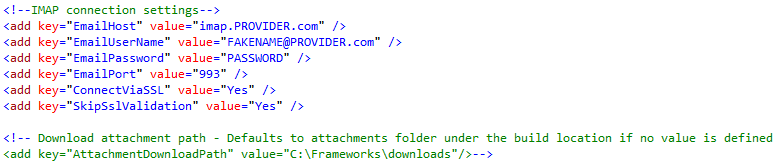 <!--IMAP connection settings-->
<add key="EmailHost" value="imap.PROVIDER.com" />
<add key="EmailUserName" value="FAKENAME@PROVIDER.com" />
<add key="EmailPassword" value="PASSWORD" />
<add key="EmailPort" value="993" />
<add key="ConnectViaSSL" value="Yes" />
<add key="SkipSslValidation" value="Yes" />
<!-- Download attachment path - Defaults to attachments folder under the build location if no value is defined
<add key="AttachmentDownloadPath" value="C:\Frameworks\downloads"/>-->